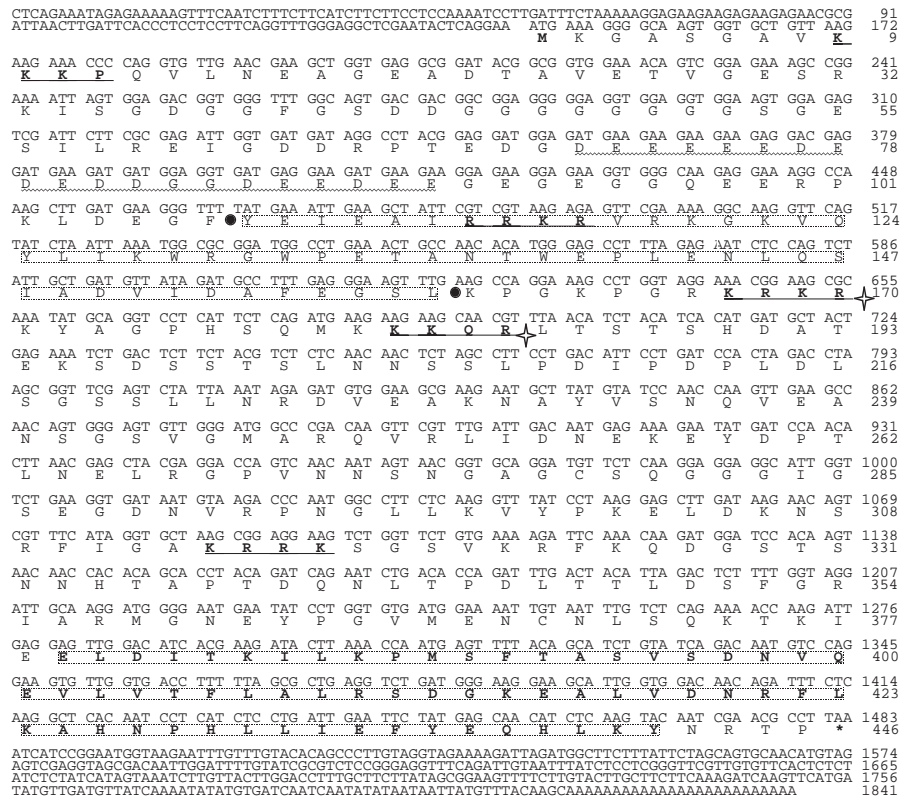 CTCAGAAATAGAGAAAAAGTTTCAATCTTTCTTCATCTTCTTCCTCCAAAATCCTTGATTTCTAAAAAGGAGAAGAAGAGAAGAGAACGCG 91
ATTAACTTGATTCACCCTCCTCCTTCAGGTTTGGGAGGCTCGAATACTCAGGAA ATG AAA GGG GCA AGT GGT GCT GTT AAG 172
M K G A S G A V K 9
AAG AAA CCC CAG GTG TTG AAC GAA GCT GGT GAG GCG GAT ACG GCG GTG GAA ACA GTC GGA GAG AAA GCC CGG 241
K K P Q V L N E A G E A D T A V E T V G E S R 32
AAA ATT AGT GGA GAC GGT GGG TTT GGC AGT GAC GAC GGC GGA GGG GGA GGT GGA GGT GGA AGT GGA GAG 310
K I S G D G G F G S D D G G G G G G G G S G E 55
TCG ATT CTT CGC GAG ATT GGT GAT GAT AGG CCT ACG GAG GAT GGA GAT GAA GAA GAA GAA GAG GAC GAG 379
S I L R E I G D D R P T E D G D E E E E E D E 78
GAT GAA GAT GAT GGA GGT GAT GAG GAA GAT GAA GAA GGA GAA GGA GAA GGT GGG CAA GAG GAA AGG CCA 448
D E D D G G D E E D E E G E G E G G Q E E R P 101
AAG CTT GAT GAA GGG TTT TAT GAA ATT GAA GCT ATT CGT CGT AAG AGA GTT CGA AAA GGC AAG GTT CAG 517
K L D E G F ●Y E I E A I R R K R V R K G K V Q 124
TAT CTA ATT AAA TGG CGC GGA TGG CCT GAA ACT GCC AAC ACA TGG GAG CCT TTA GAG AAT CTC CAG TCT 586
Y L I K W R G W P E T A N T W E P L E N L Q S 147
ATT GCT GAT GTT ATA GAT GCC TTT GAG GGA AGT TTG AAG CCA GGA AAG CCT GGT AGG AAA CGG AAG CGC 655
I A D V I D A F E G S L ●K P G K P G R K R K R 170
AAA TAT GCA GGT CCT CAT TCT CAG ATG AAG AAG AAG CAA CGT TTA ACA TCT ACA TCA CAT GAT GCT ACT 724
K Y A G P H S Q M K K K Q R L T S T S H D A T 193
GAG AAA TCT GAC TCT TCT ACG TCT CTC AAC AAC TCT AGC CTT CCT GAC ATT CCT GAT CCA CTA GAC CTA 793
E K S D S S T S L N N S S L P D I P D P L D L 216
AGC GGT TCG AGT CTA TTA AAT AGA GAT GTG GAA GCG AAG AAT GCT TAT GTA TCC AAC CAA GTT GAA GCC 862
S G S S L L N R D V E A K N A Y V S N Q V E A 239
AAC AGT GGG AGT GTT GGG ATG GCC CGA CAA GTT CGT TTG ATT GAC AAT GAG AAA GAA TAT GAT CCA ACA 931
N S G S V G M A R Q V R L I D N E K E Y D P T 262
CTT AAC GAG CTA CGA GGA CCA GTC AAC AAT AGT AAC GGT GCA GGA TGT TCT CAA GGA GGA GGC ATT GGT 1000
L N E L R G P V N N S N G A G C S Q G G G I G 285
TCT GAA GGT GAT AAT GTA AGA CCC AAT GGC CTT CTC AAG GTT TAT CCT AAG GAG CTT GAT AAG AAC AGT 1069
S E G D N V R P N G L L K V Y P K E L D K N S 308
CGT TTC ATA GGT GCT AAG CGG AGG AAG TCT GGT TCT GTG AAA AGA TTC AAA CAA GAT GGA TCC ACA AGT 1138
R F I G A K R R K S G S V K R F K Q D G S T S 331
AAC AAC CAC ACA GCA CCT ACA GAT CAG AAT CTG ACA CCA GAT TTG ACT ACA TTA GAC TCT TTT GGT AGG 1207
N N H T A P T D Q N L T P D L T T L D S F G R 354
ATT GCA AGG ATG GGG AAT GAA TAT CCT GGT GTG ATG GAA AAT TGT AAT TTG TCT CAG AAA ACC AAG ATT 1276
I A R M G N E Y P G V M E N C N L S Q K T K I 377
GAG GAG TTG GAC ATC ACG AAG ATA CTT AAA CCA ATG AGT TTT ACA GCA TCT GTA TCA GAC AAT GTC CAG 1345
E E L D I T K I L K P M S F T A S V S D N V Q 400
GAA GTG TTG GTG ACC TTT TTA GCG CTG AGG TCT GAT GGG AAG GAA GCA TTG GTG GAC AAC AGA TTT CTC 1414
E V L V T F L A L R S D G K E A L V D N R F L 423
AAG GCT CAC AAT CCT CAT CTC CTG ATT GAA TTC TAT GAG CAA CAT CTC AAG TAC AAT CGA ACG CCT TAA 1483
K A H N P H L L I E F Y E Q H L K Y N R T P * 446
ATCATCCGGAATGGTAAGAATTTGTTTGTACACAGCCCTTGTAGGTAGAAAAGATTAGATGGCTTCTTTATTCTAGCAGTGCAACATGTAG 1574
AGTCGAGGTAGCGACAATTGGATTTTGTATCGCGTCTCCGGGAGGTTTCAGATTGTAATTTATCTCCTCGGGTTCGTTGTGTTCACTCTCT 1665
ATCTCTATCATAGTAAATCTTGTTACTTGGACCTTTGCTTCTTATAGCGGAAGTTTTCTTGTACTTGCTTCTTCAAAGATCAAGTTCATGA 1756
TATGTTGATGTTATCAAAATATATGTGATCAATCAATATATAATAATTATGTTTACAAGCAAAAAAAAAAAAAAAAAAAAAAAAA 1841